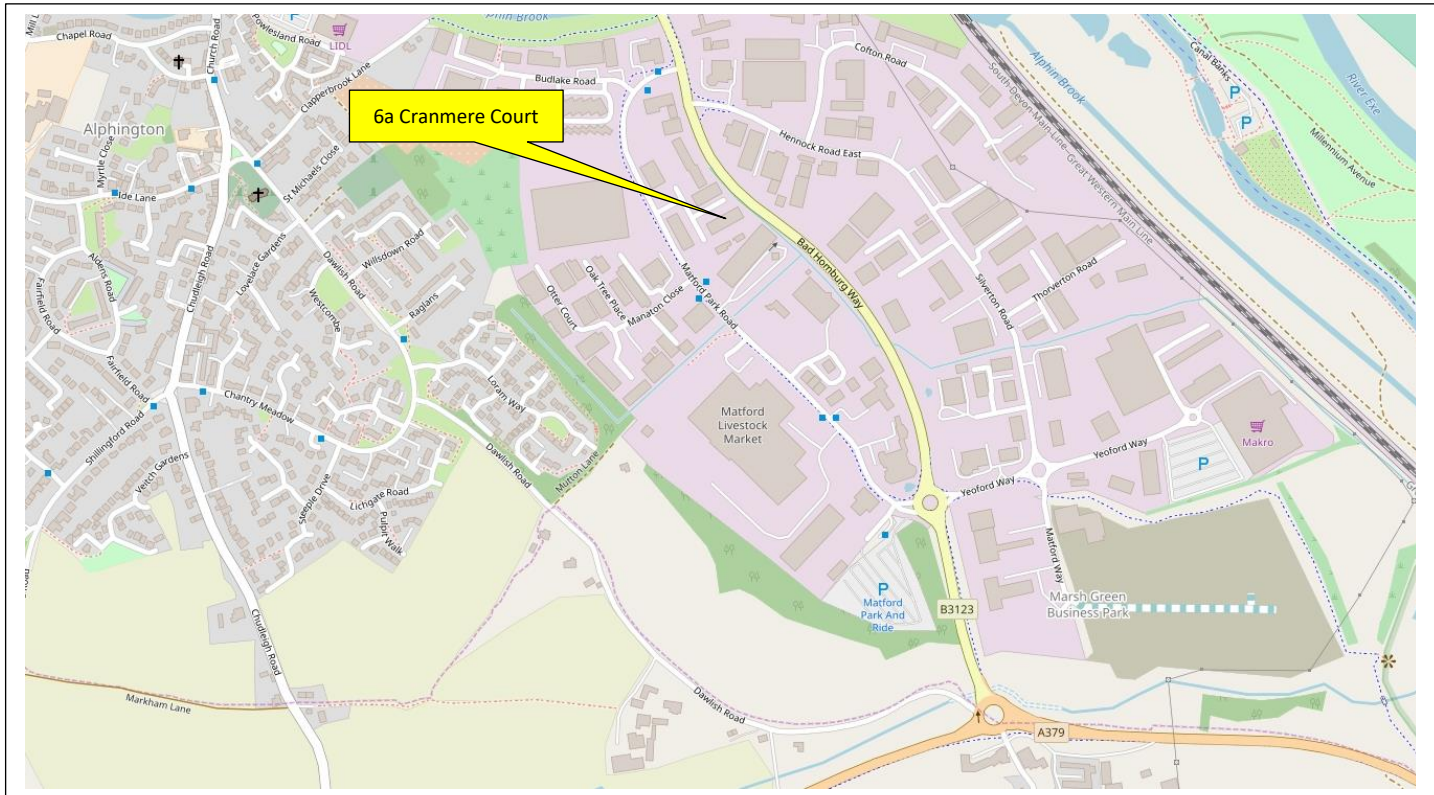 Mill L
Chapel Road
Church Road
Powlesland Road
P
LIDL
Clapperbrook Lane
Alphin Brook
Budlake Road
Cofton Road
South Devon Main Line-Great Western Main Line
Alphin Brook
Canal Banks
P
P
River Exe
Millennium Avenue
6a Cranmere Court
Alphington
Myrtle Close
Ide Lane
St Michaels Close
Hennock Road East
Aldens Road
Fairfield Road
Chudleigh Road
Lovelace Gardens
Willsdown Road
Dawlish Road
Westcombe
Raglans
Otter Court
Oak Tree Place
Manaton Close
Matford Park Road
Bad Homburg Way
Silverton Road
Thorverton Road
Fairfield Road
Chantry Meadow
Loram Way
Shillingford Road
Veitch Gardens
Steeple Drive
Lichgate Road
Pulpit Walk
Dawlish Road
Mutton Lane
Matford
Livestock
Market
Yeoford Way
Yeoford Way
Makro
P
Matford Way
P
Matford
Park And
Ride
B3123
Marsh Green
Business Park
Chudleigh Road
Markham Lane
Dawlish Road
A379